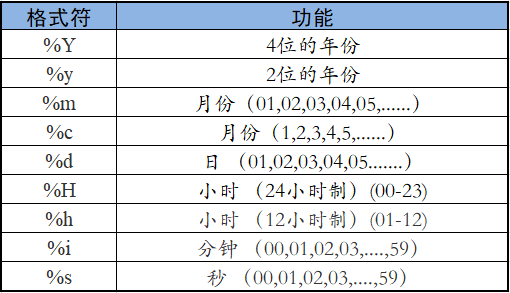 格式符 功能
%Y 4位的年份
%y 2位的年份
%m 月份（01,02,03,04,05,......）
%c 月份（1,2,3,4,5,......）
%d 日 （01,02,03,04,05.......）
%H 小时 （24小时制）(00-23)
%h 小时 （12小时制）(01-12)
%i 分钟 （00,01,02,03,....,59）
%s 秒 （00,01,02,03,....,59）